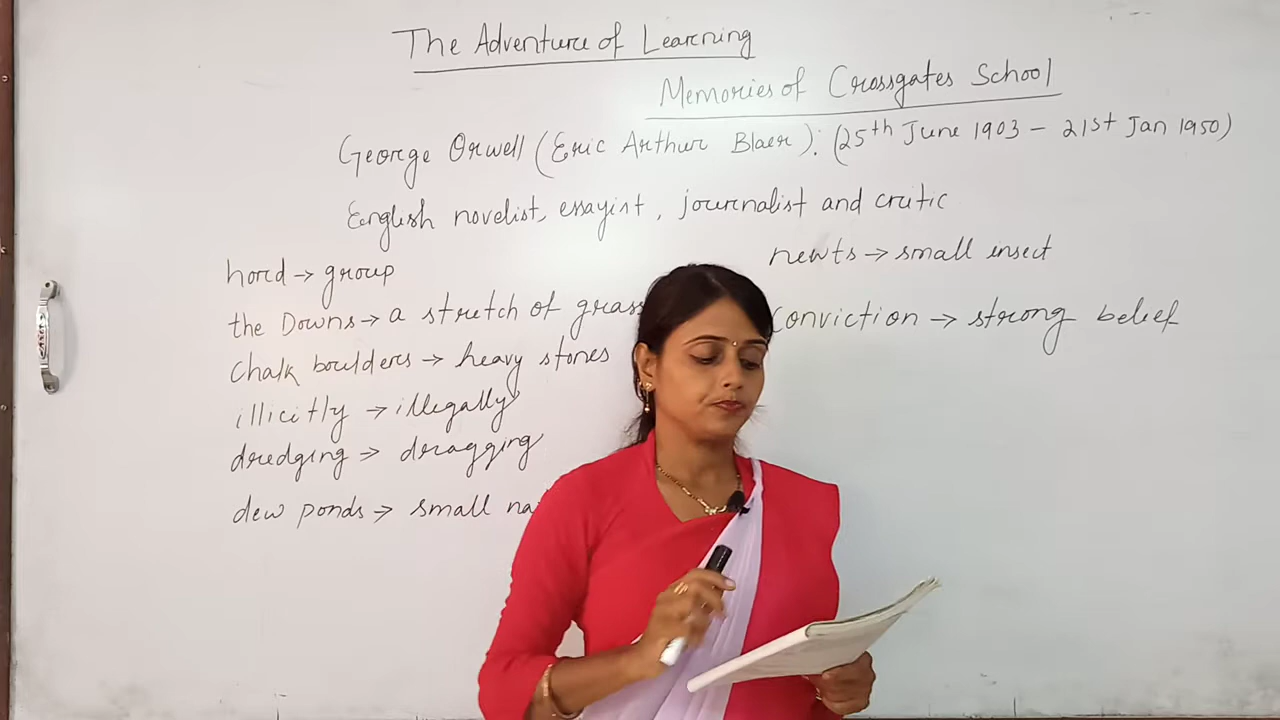 The Adventure of Learning
Memories of Crossgates School
George Orwell (Eric Arthur Blaer): (25th June 1903 - 21st Jan 1950)
English novelist, essayist, journalist and critic
hord → group
newts → small insect
the Downs → a stretch of grass
Conviction → strong belief
chalk boulders → heavy stones
illicitly → illegally
dredging → dragging
dew ponds → small